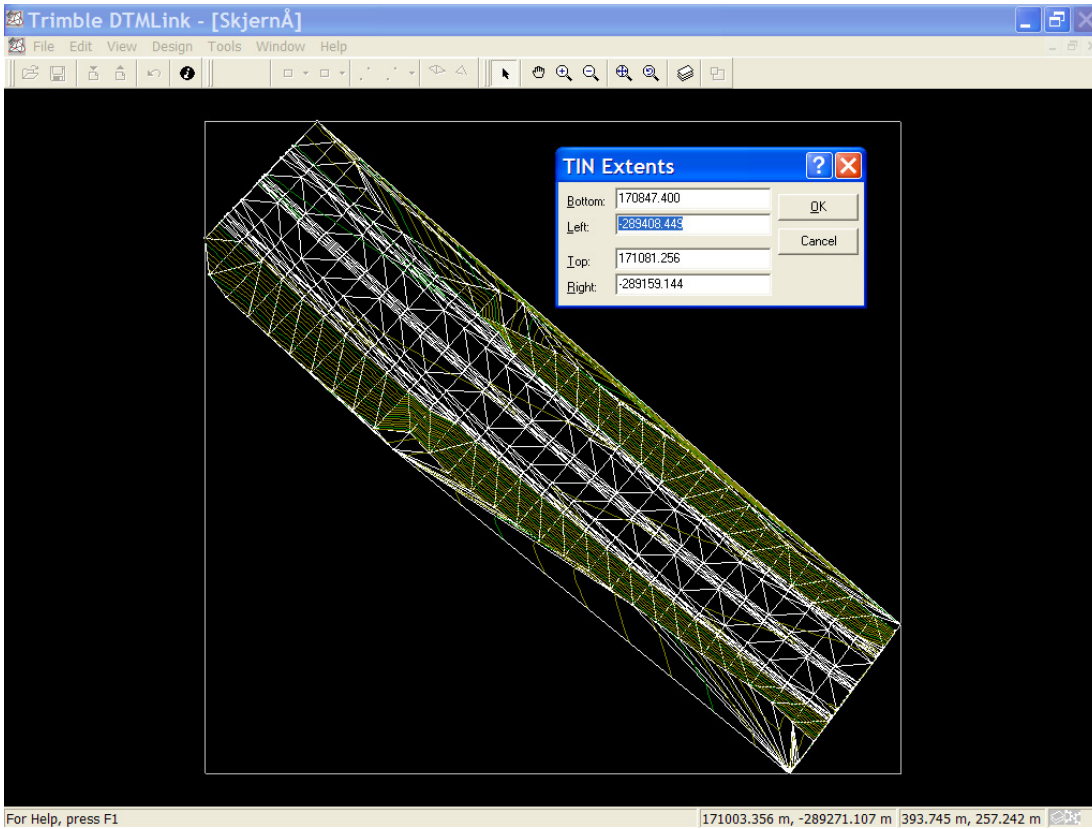 Trimble DTMLink - [SkjernÅ]
File Edit View Design Tools Window Help
TIN Extents
Bottom: 170847.400
OK
Left: -289408.449
Cancel
Top: 171081.256
Right: -289159.144
For Help, press F1
171003.356 m, -289271.107 m 393.745 m, 257.242 m